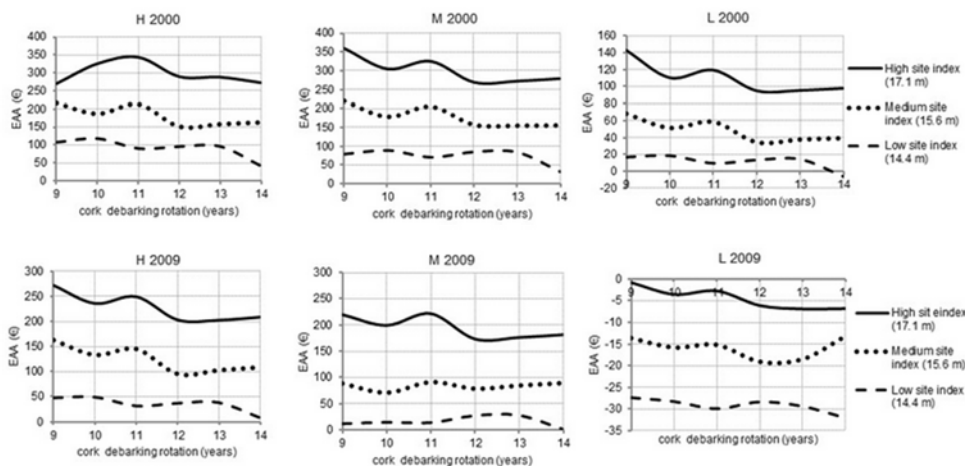 H 2000
400
350
300
250
200
150
100
50
0
EAA (€)
9 10 11 12 13 14
cork debarking rotation (years)
M 2000
400
350
300
250
200
150
100
50
0
EAA (€)
9 10 11 12 13 14
cork debarking rotation (years)
L 2000
160
140
120
100
80
60
40
20
0
-20
EAA (€)
9 10 11 12 13 14
cork debarking rotation (years)
High site index
(17.1 m)
Medium site
index (15.6 m)
Low site index
(14.4 m)
H 2009
300
250
200
150
100
50
0
EAA (€)
9 10 11 12 13 14
cork debarking rotation (years)
M 2009
300
250
200
150
100
50
0
EAA (€)
9 10 11 12 13 14
cork debarking rotation (years)
L 2009
0
-5
-10
-15
-20
-25
-30
-35
EAA (€)
9 10 11 12 13 14
cork debarking rotation (years)
High sit eindex
(17.1 m)
Medium site
index (15.6 m)
Low site index
(14.4 m)